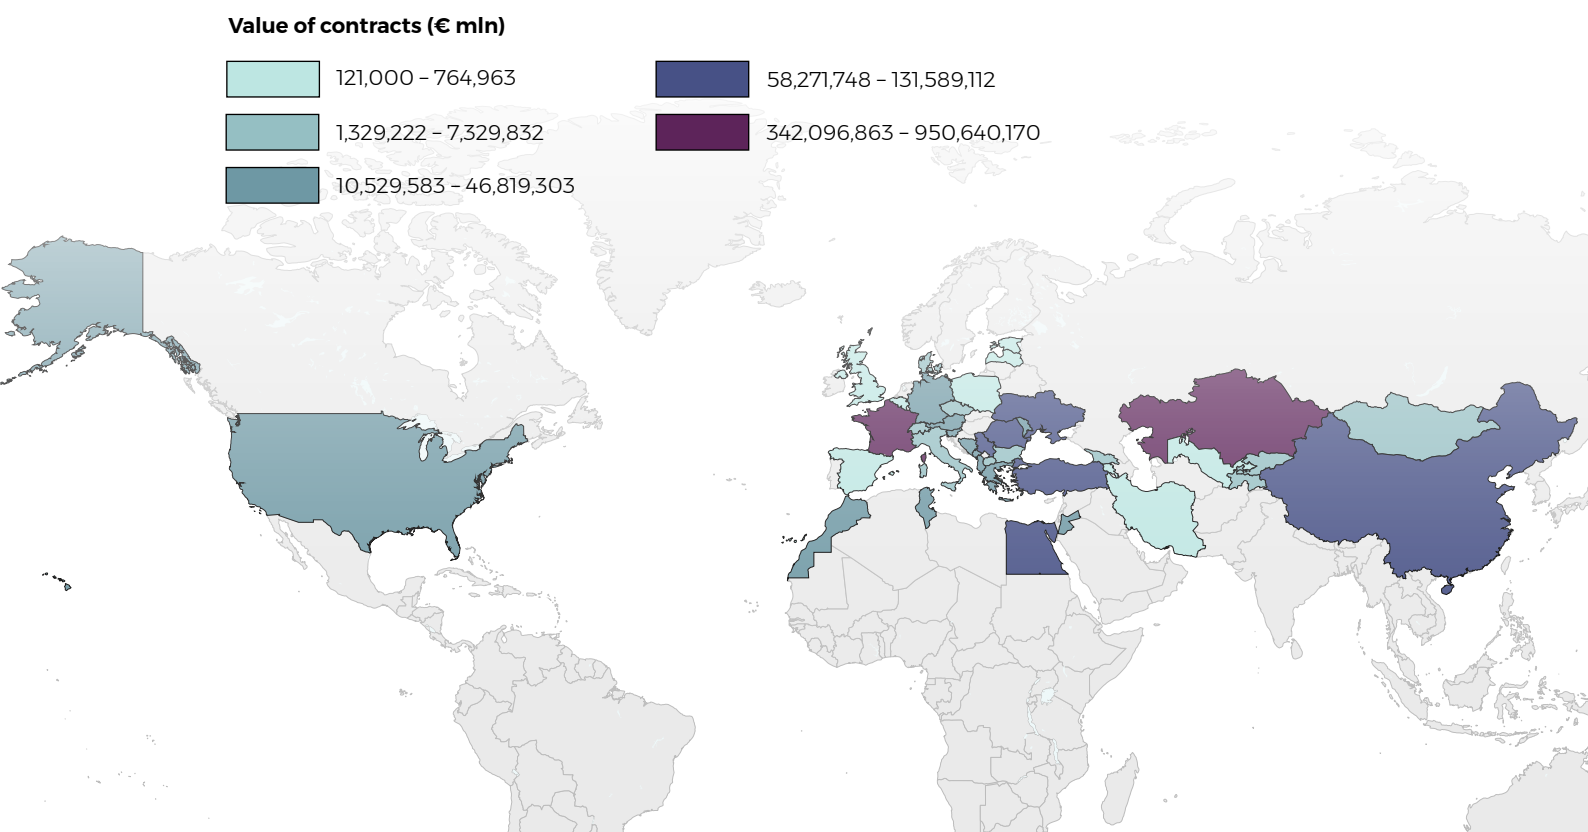 Value of contracts (€ mln)
121,000 – 764,963
1,329,222 – 7,329,832
10,529,583 – 46,819,303
58,271,748 – 131,589,112
342,096,863 – 950,640,170